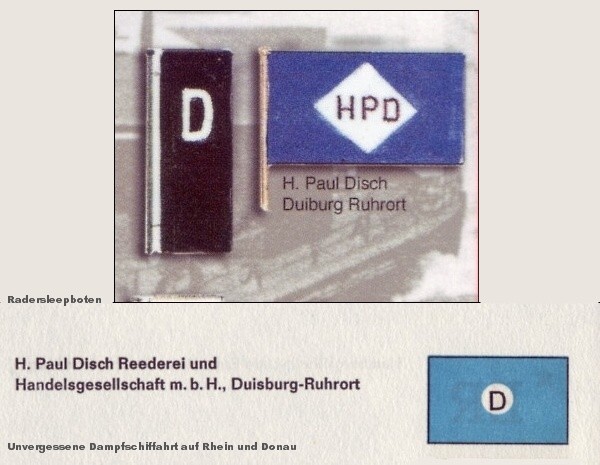 D
HPD
H. Paul Disch
Duiburg Ruhrort
Radersleepboten
H. Paul Disch Reederei und
Handelsgesellschaft m. b. H., Duisburg-Ruhrort
D
Unvergessene Dampfschiffahrt auf Rhein und Donau